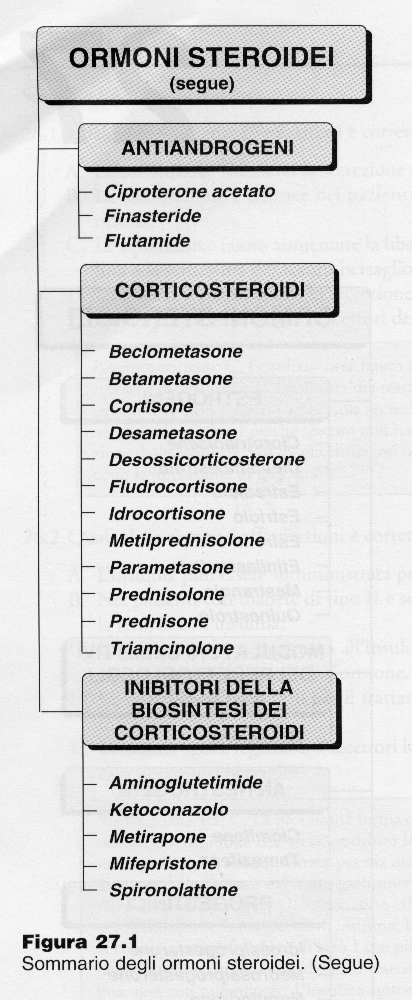 ORMONI STEROIDEI
(segue)
ANTIANDROGENI
Ciproterone acetato
Finasteride
Flutamide
CORTICOSTEROIDI
Beclometasone
Betametasone
Cortisone
Desametasone
Desossicorticosterone
Fludrocortisone
Idrocortisone
Metilprednisolone
Parametasone
Prednisolone
Prednisone
Triamcinolone
INIBITORI DELLA
BIOSINTESI DEI
CORTICOSTEROIDI
Aminoglutetimide
Ketoconazolo
Metirapone
Mifepristone
Spironolattone
Figura 27.1
Sommario degli ormoni steroidei. (Segue)